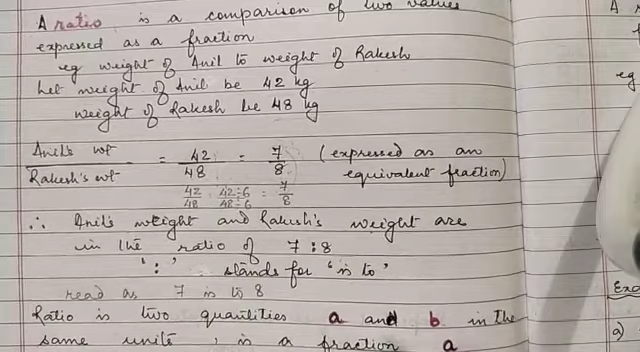 A ratio is a comparison of two values
expressed as a fraction
eg weight of Anil to weight of Rakesh
Let weight of Anil be 42 kg
weight of Rakesh be 48 kg
Anil's wt / Rakesh's wt = 42/48 = 7/8 (expressed as an
equivalent fraction)
42/48 42÷6/48÷6 = 7/8
∴ Anil's weight and Rakesh's weight are
in the ratio of 7 : 8
' : ' stands for 'is to'
read as 7 is to 8
Ratio is two quantities a and b in the
same units, is a fraction a
A
eg
Exa
a)